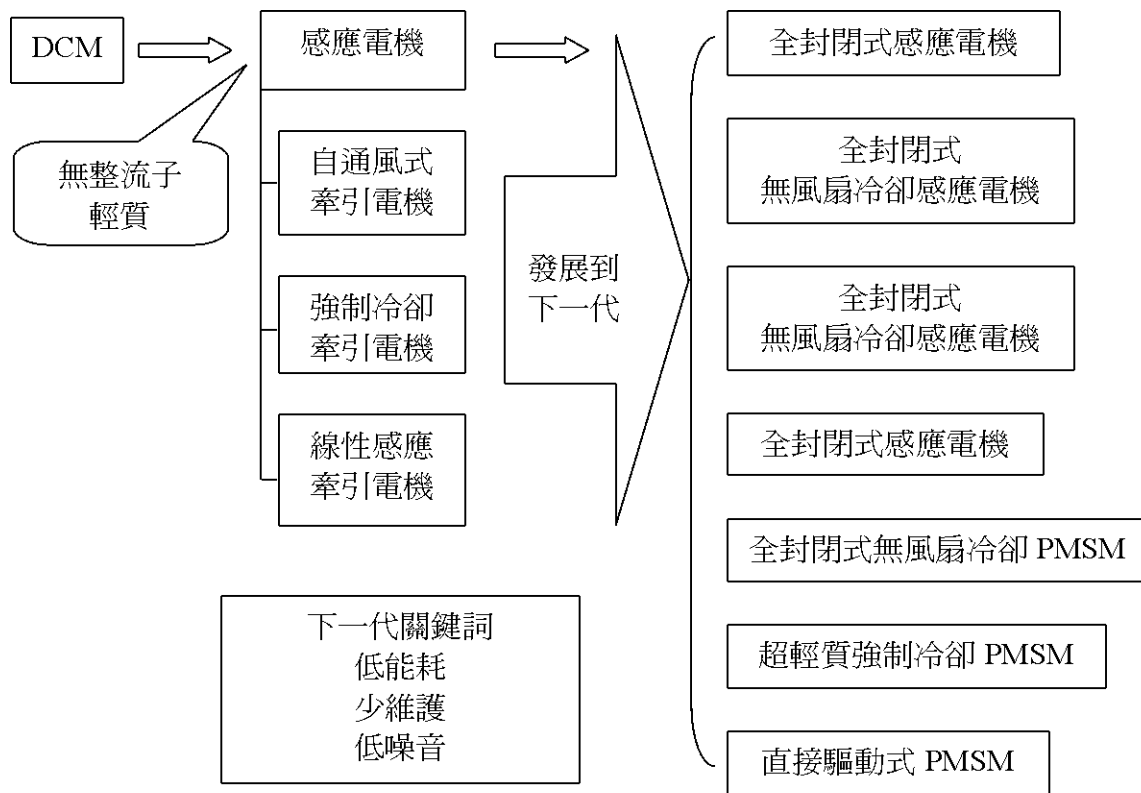 DCM
無整流子
輕質
感應電機
自通風式
牽引電機
強制冷卻
牽引電機
線性感應
牽引電機
下一代關鍵詞
低能耗
少維護
低噪音
發展到
下一代
全封閉式感應電機
全封閉式
無風扇冷卻感應電機
全封閉式
無風扇冷卻感應電機
全封閉式感應電機
全封閉式無風扇冷卻 PMSM
超輕質強制冷卻 PMSM
直接驅動式 PMSM